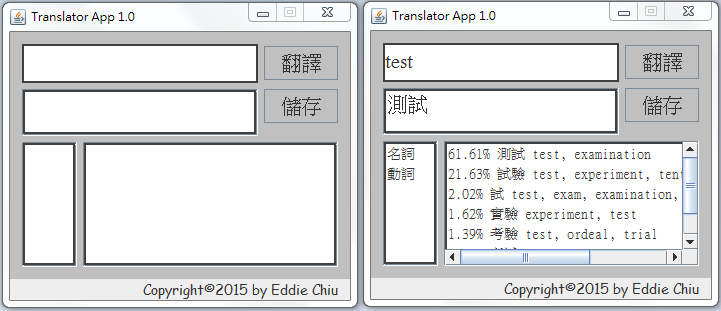 Translator App 1.0
翻譯
儲存
Copyright©2015 by Eddie Chiu
Translator App 1.0
test
翻譯
測試
儲存
名詞
動詞
61.61% 測試 test, examination
21.63% 試驗 test, experiment,
2.02% 試 test, exam, examination,
1.62% 實驗 experiment, test
1.39% 考驗 test, ordeal, trial
Copyright©2015 by Eddie Chiu